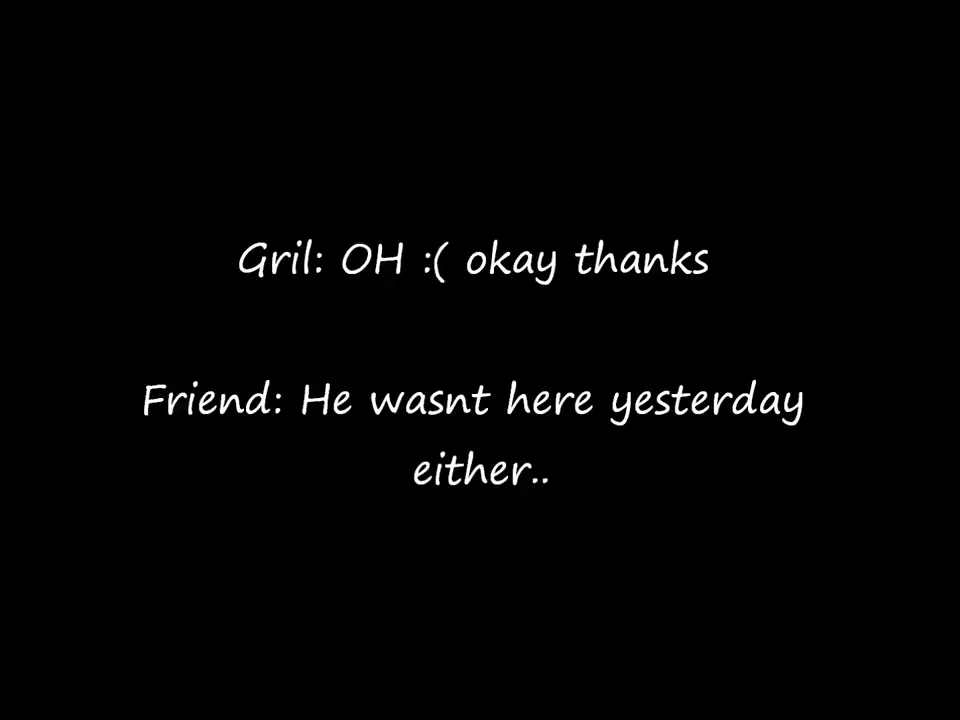 Gril: OH :( okay thanks
Friend: He wasnt here yesterday
either..